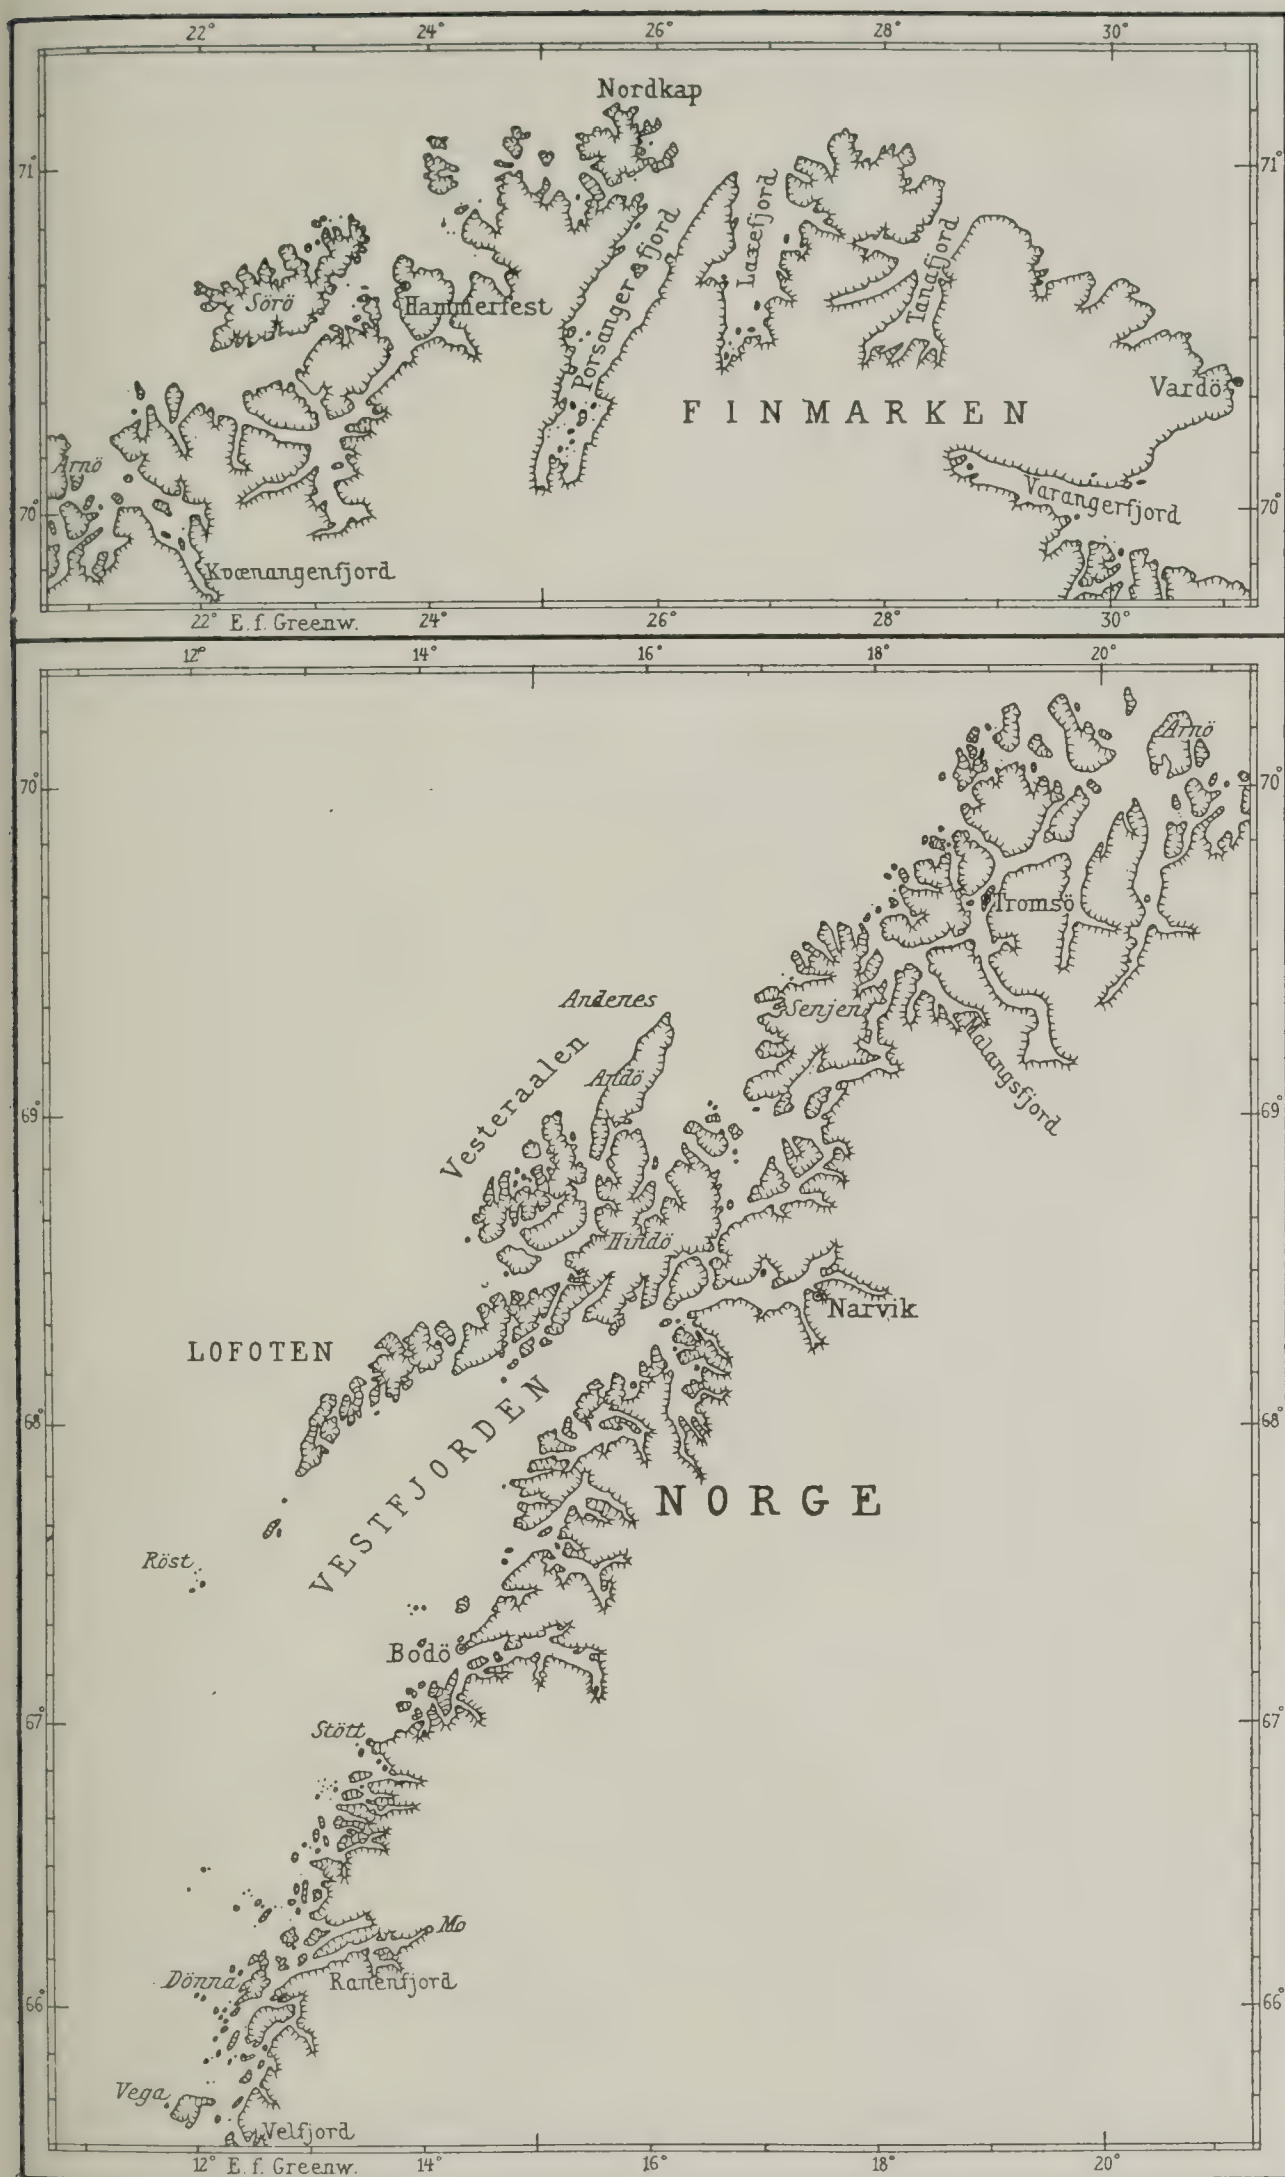 22° 24° 26° 28° 30°
Nordkap
71° 71°
Laxefjord
Porsangerfjord
Tanafjord
Sörö
Hammerfest
Vardö
FINMARKEN
Arnö
Varangerfjord
70° 70°
Kvænangenfjord
22° E.f. Greenw. 24° 26° 28° 30°
12° 14° 16° 18° 20°
Arnö
70° 70°
Tromsö
Andenes
Senjen
Malangsfjord
Vesteraalen
Andö
69° 69°
Hindö
Narvik
LOFOTEN
68° 68°
VESTFJORDEN
NORGE
Röst
Bodö
67° 67°
Stött
Mo
Dönna
Ranenfjord
66° 66°
Vega
Velfjord
12° E.f. Greenw. 14° 16° 18° 20°